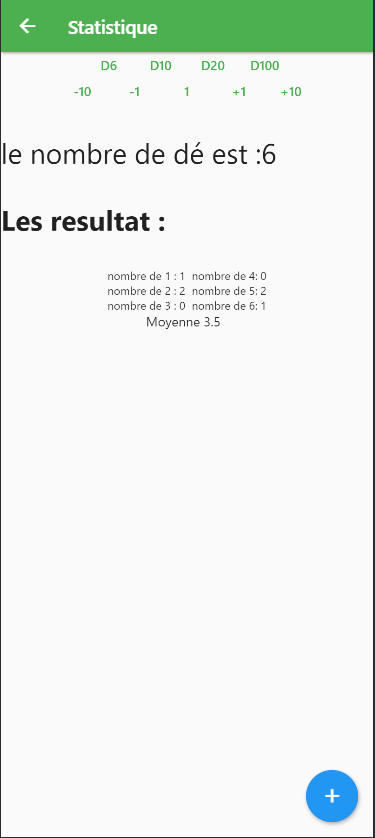 Statistique
D6 D10 D20 D100
-10 -1 1 +1 +10
le nombre de dé est :6
Les resultat :
nombre de 1 : 1 nombre de 4: 0
nombre de 2 : 2 nombre de 5: 2
nombre de 3 : 0 nombre de 6: 1
Moyenne 3.5